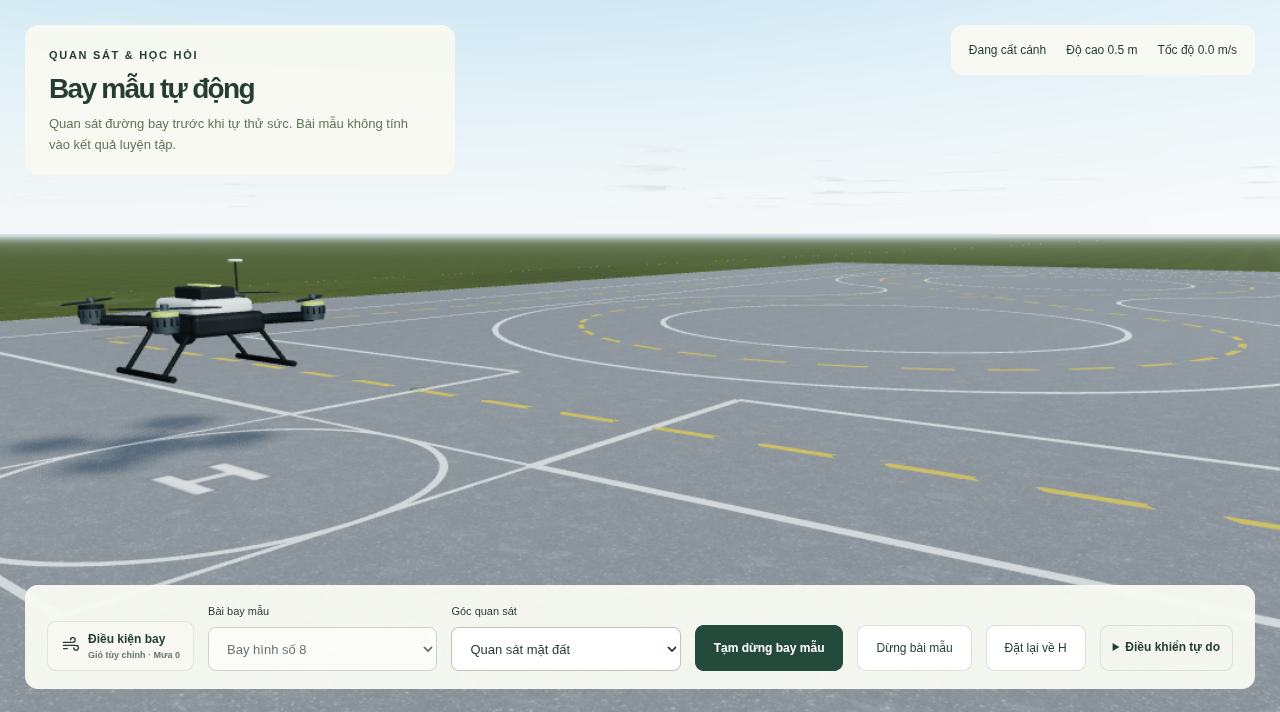 QUAN SÁT & HỌC HỎI
Bay mẫu tự động
Quan sát đường bay trước khi tự thử sức. Bài mẫu không tính
vào kết quả luyện tập.
Đang cất cánh Độ cao 0.5 m Tốc độ 0.0 m/s
H
Điều kiện bay
Gió tùy chỉnh · Mưa 0
Bài bay mẫu
Bay hình số 8
Góc quan sát
Quan sát mặt đất
Tạm dừng bay mẫu
Dừng bài mẫu
Đặt lại về H
Điều khiển tự do